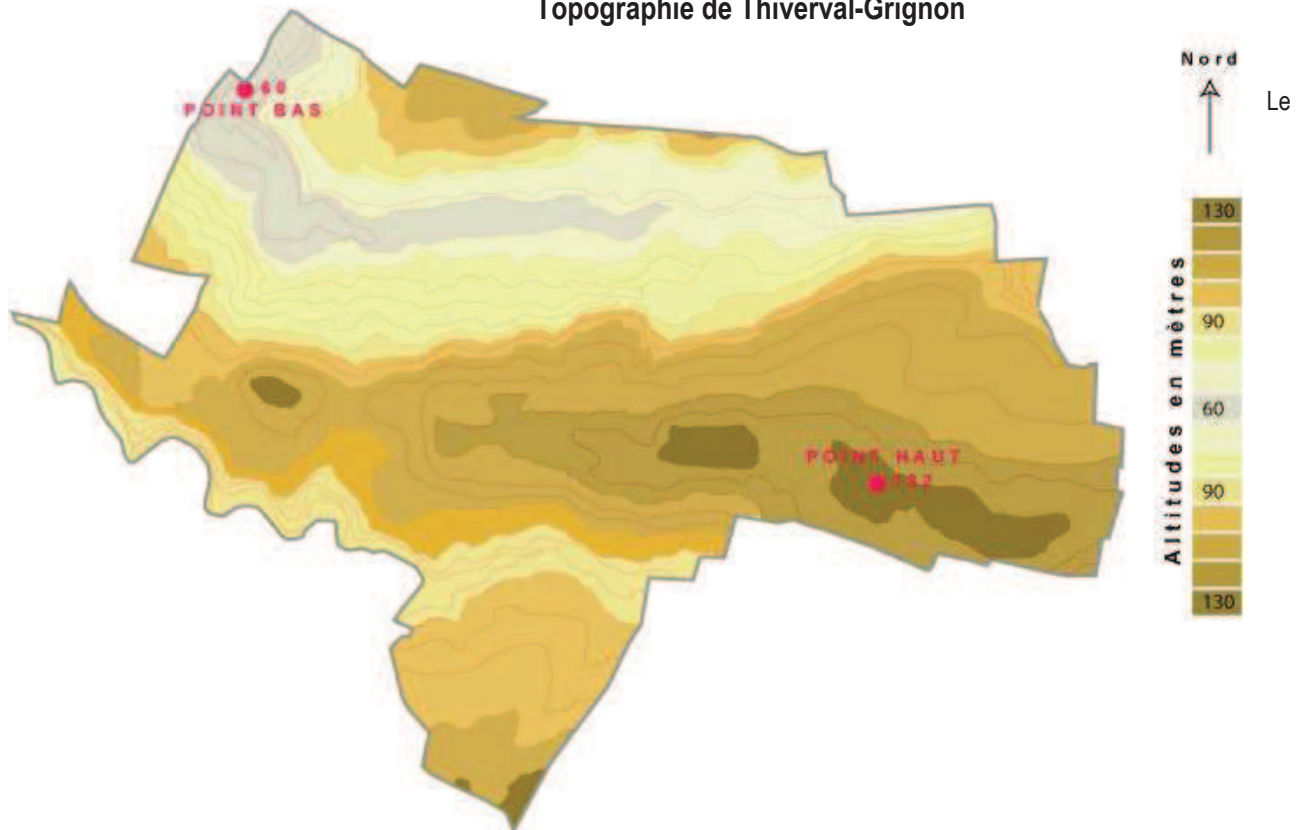 Topographie de Thiverval-Grignon
Nord
Le
60
POINT BAS
130
90
60
90
130
Altitudes en mètres
POINT HAUT
132